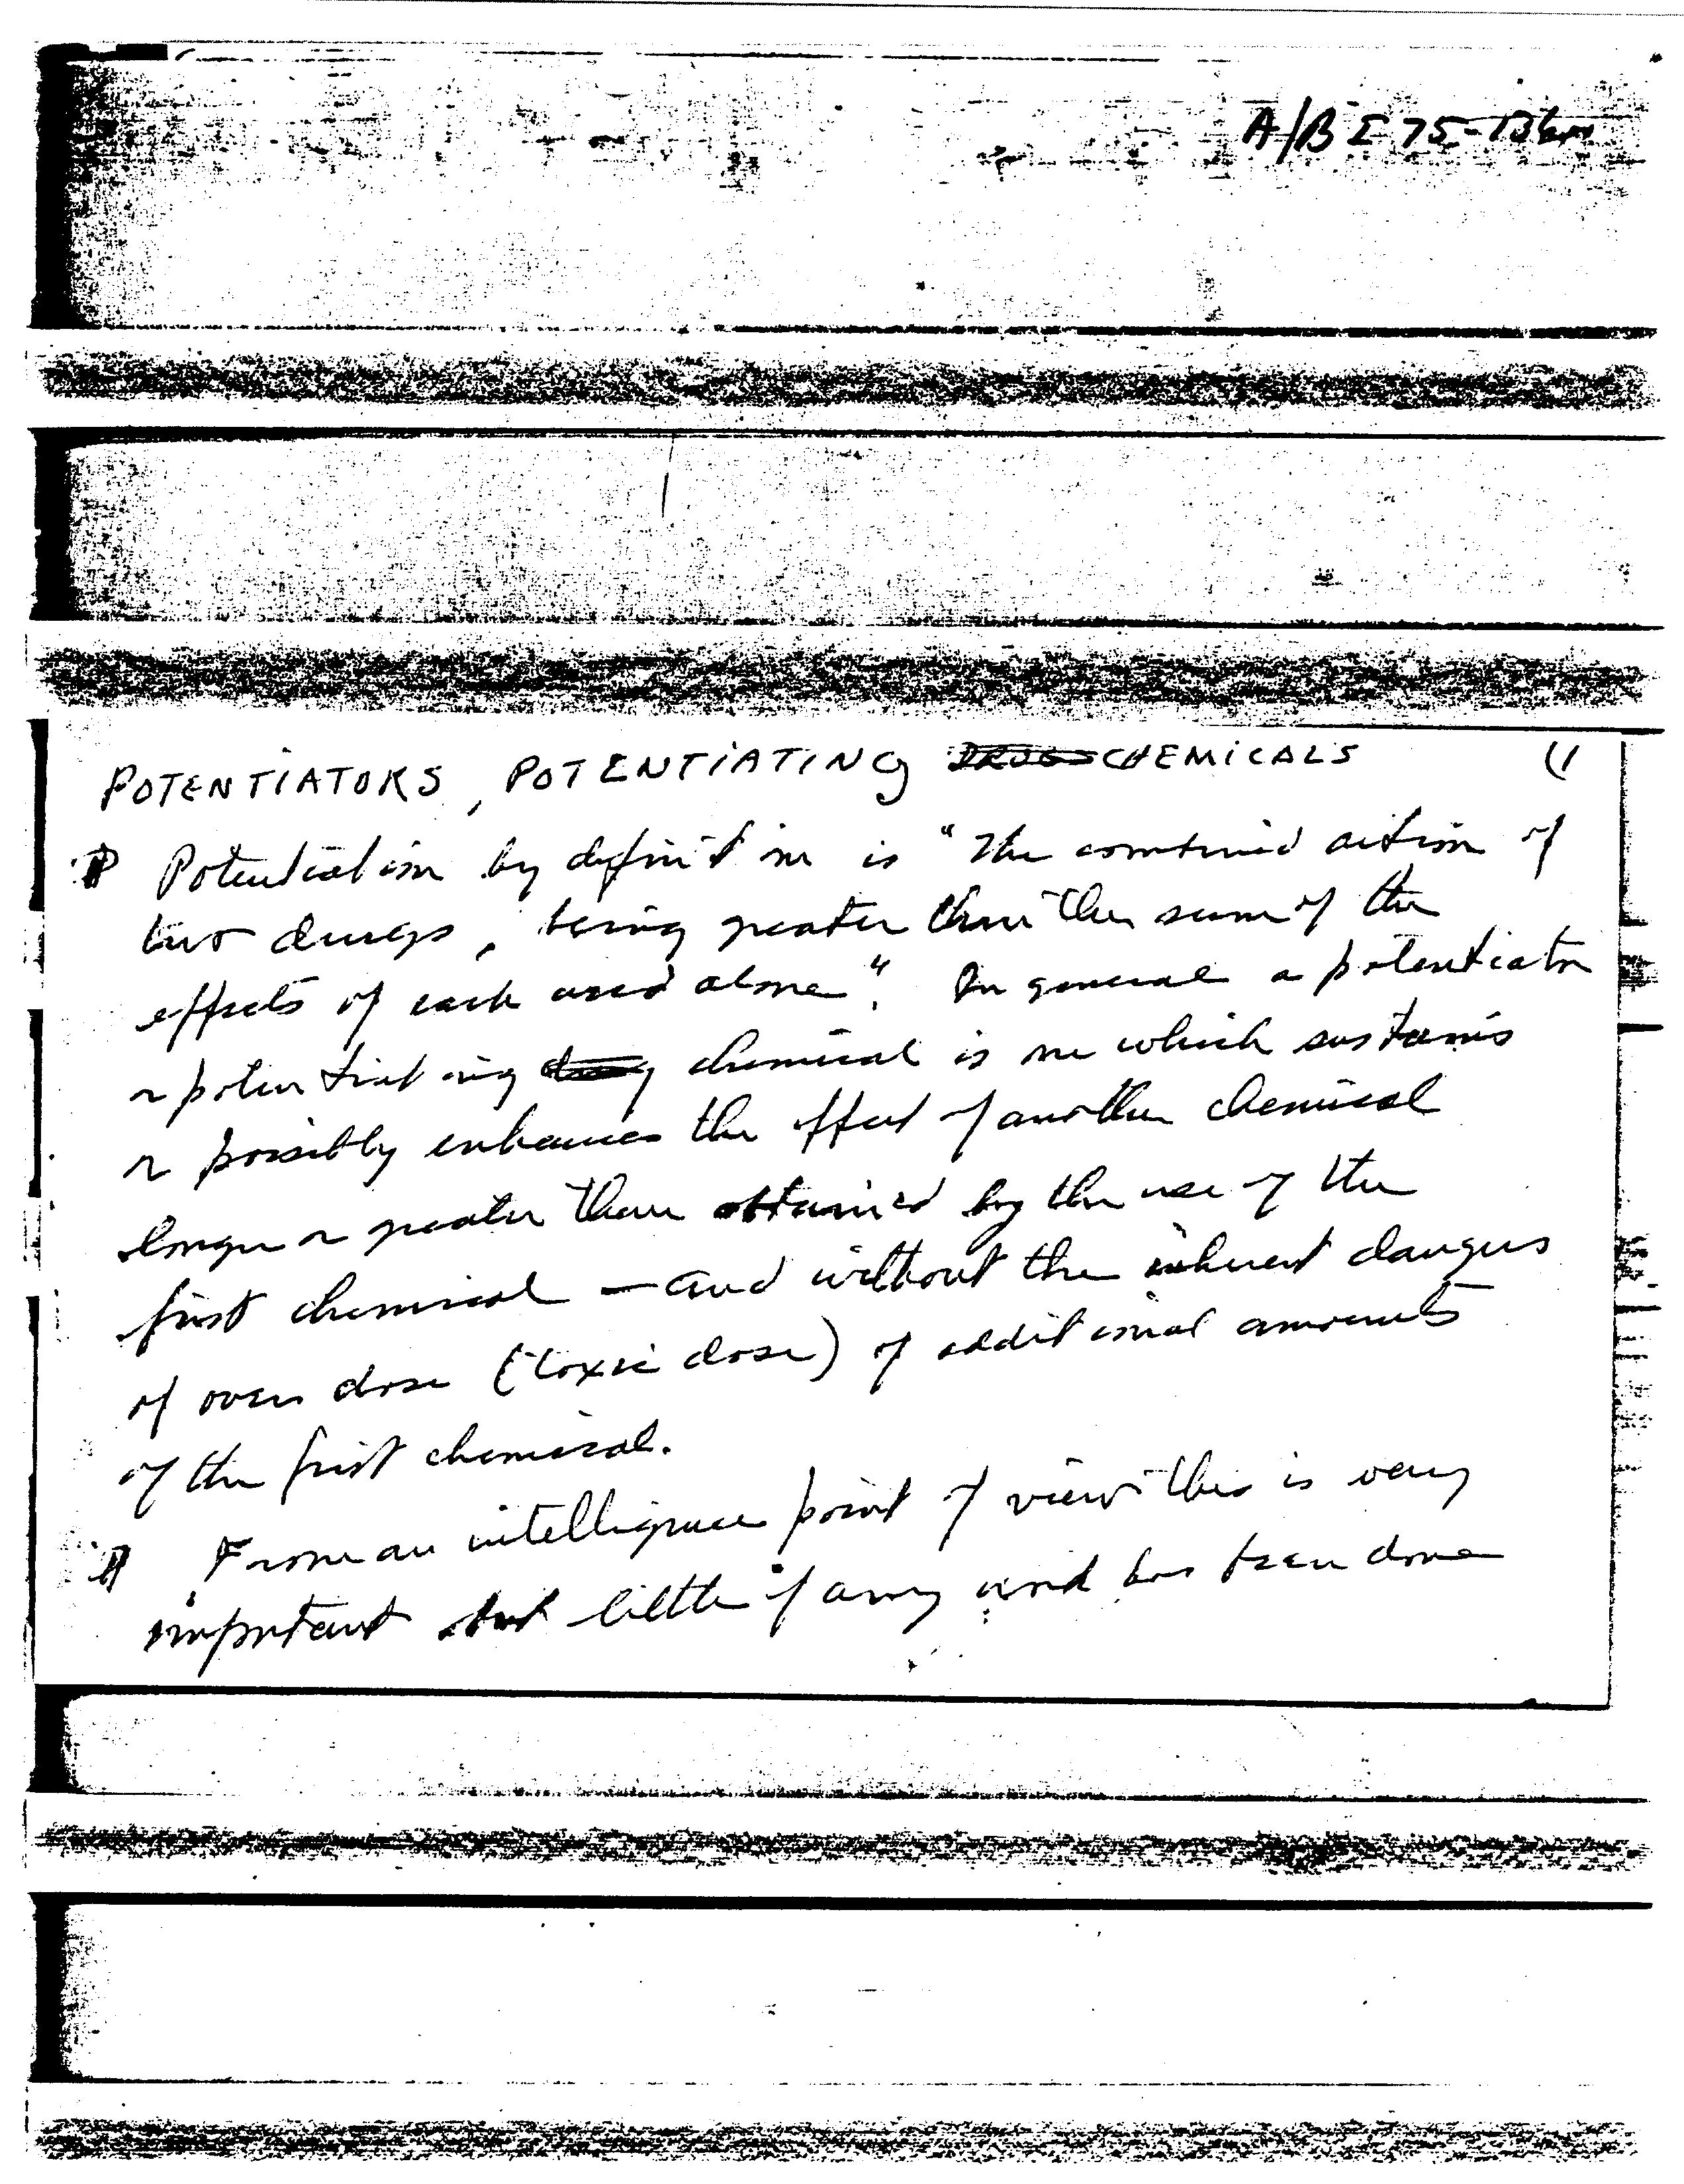 A/B I 75-136m
POTENTIATORS, POTENTIATING DRUGS CHEMICALS (1
P Potentiation by definition is "The combined action of
two drugs, being greater than the sum of the
effects of each used alone". In general a potentiator
or potentiating drug chemical is one which sustains
or possibly enhances the effect of another chemical
longer or greater than obtained by the use of the
first chemical — and without the inherent dangers
of over dose (toxic dose) of additional amounts
of the first chemical.
P From an intelligence point of view this is very
important but little if any work has been done